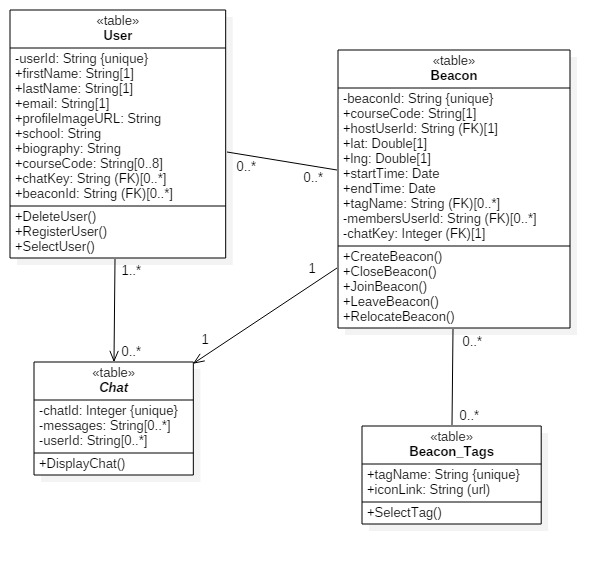 «table»
User
-userId: String {unique}
+firstName: String[1]
+lastName: String[1]
+email: String[1]
+profileImageURL: String
+school: String
+biography: String
+courseCode: String[0..8]
+chatKey: String (FK)[0..*]
+beaconId: String (FK)[0..*]
+DeleteUser()
+RegisterUser()
+SelectUser()
«table»
Beacon
-beaconId: String {unique}
+courseCode: String[1]
+hostUserId: String (FK)[1]
+lat: Double[1]
+lng: Double[1]
+startTime: Date
+endTime: Date
+tagName: String (FK)[0..*]
-membersUserId: String (FK)[0..*]
-chatKey: Integer (FK)[1]
+CreateBeacon()
+CloseBeacon()
+JoinBeacon()
+LeaveBeacon()
+RelocateBeacon()
0..*
0..*
1..*
0..*
1
1
0..*
0..*
«table»
Chat
-chatId: Integer {unique}
-messages: String[0..*]
-userId: String[0..*]
+DisplayChat()
«table»
Beacon_Tags
+tagName: String {unique}
+iconLink: String (url)
+SelectTag()